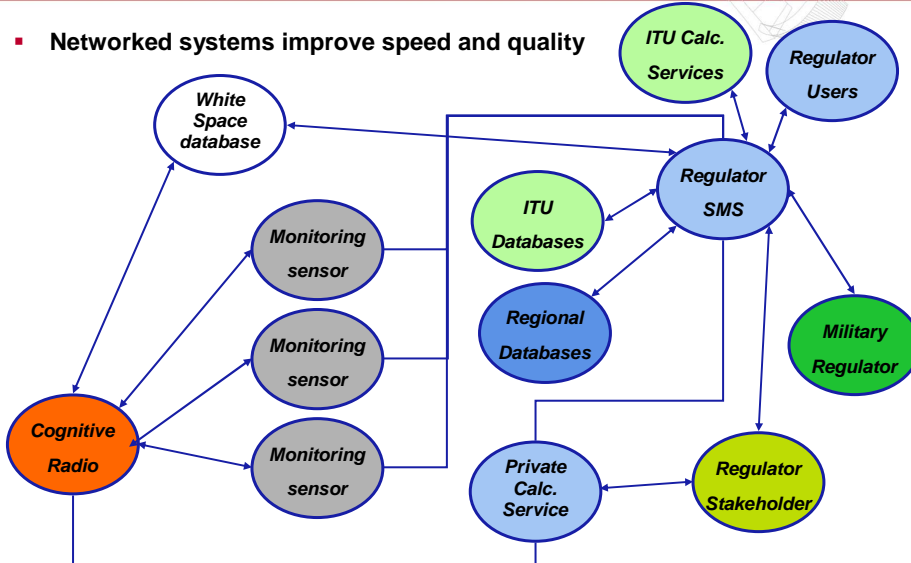 ▪ Networked systems improve speed and quality
ITU Calc.
Services
Regulator
Users
White
Space
database
Regulator
SMS
ITU
Databases
Monitoring
sensor
Regional
Databases
Military
Regulator
Monitoring
sensor
Cognitive
Radio
Monitoring
sensor
Private
Calc.
Service
Regulator
Stakeholder